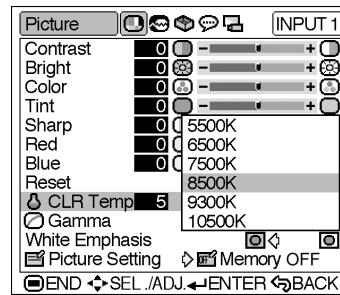 Picture INPUT 1
Contrast 0 - +
Bright 0 - +
Color 0 - +
Tint 0 - +
Sharp 0 5500K
Red 0 6500K
Blue 0 7500K
Reset 8500K
CLR Temp 5 9300K
Gamma 10500K
White Emphasis
Picture Setting OFF Memory OFF
END SEL./ADJ. ENTER BACK